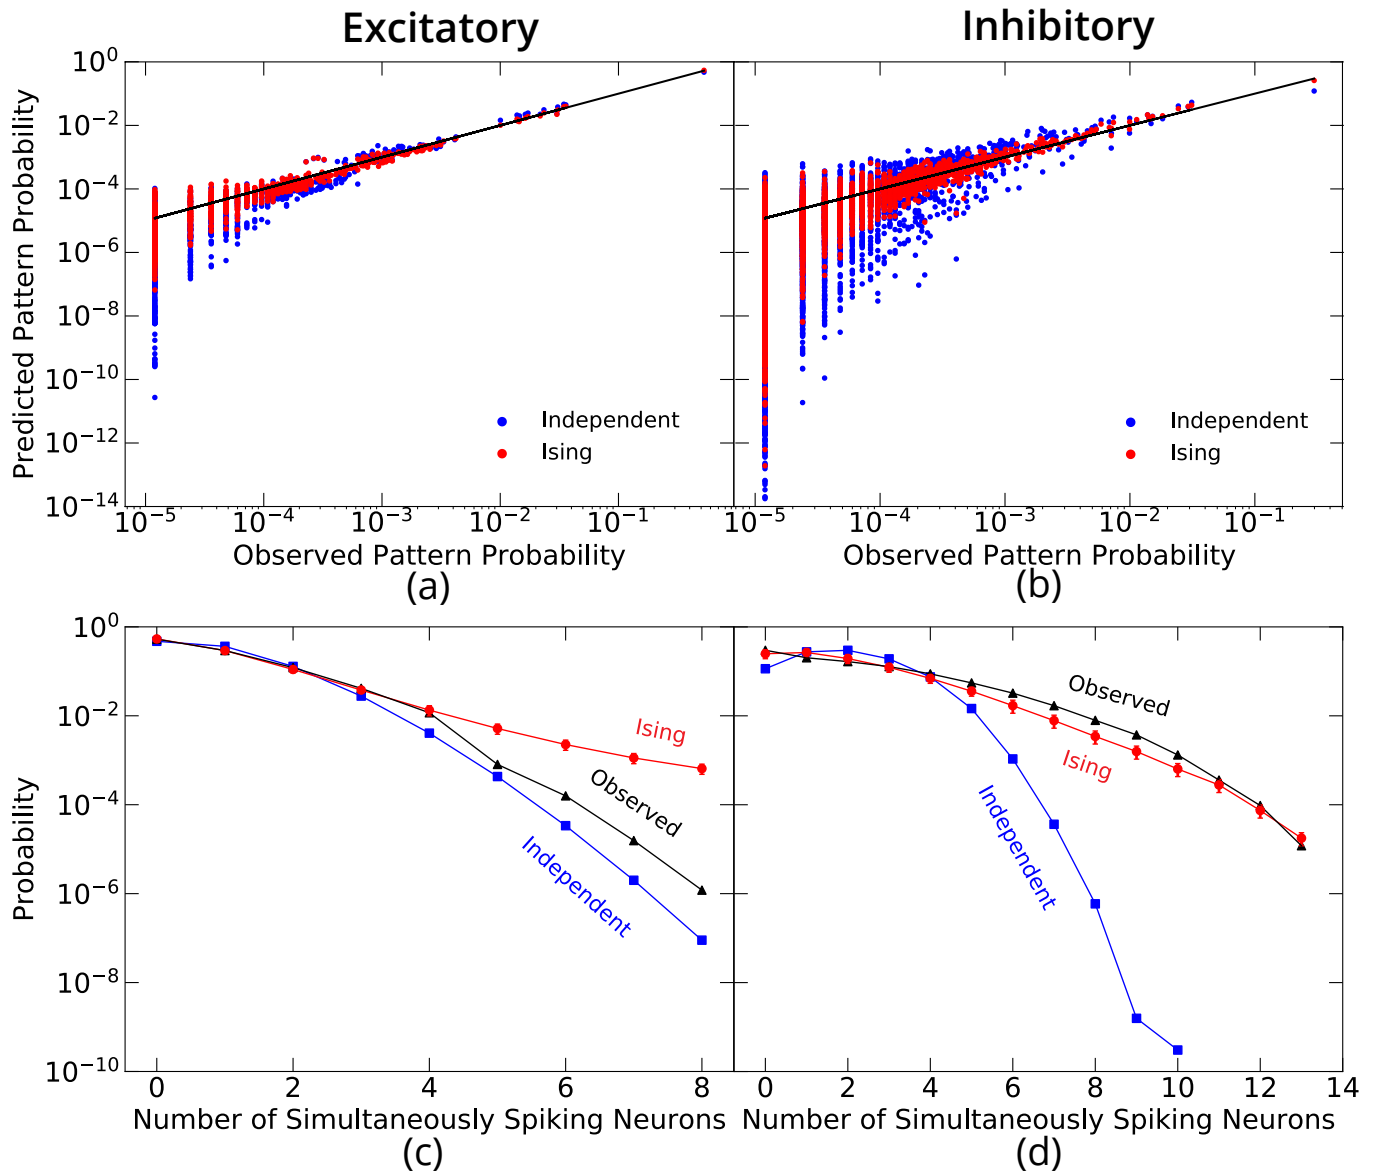 Excitatory
Inhibitory
Predicted Pattern Probability
10^0
10^−2
10^−4
10^−6
10^−8
10^−10
10^−12
10^−14
Independent
Ising
10^−5 10^−4 10^−3 10^−2 10^−1
Observed Pattern Probability
(a)
Independent
Ising
10^−5 10^−4 10^−3 10^−2 10^−1
Observed Pattern Probability
(b)
Probability
10^0
10^−2
10^−4
10^−6
10^−8
10^−10
Ising
Observed
Independent
0 2 4 6 8
Number of Simultaneously Spiking Neurons
(c)
Observed
Ising
Independent
0 2 4 6 8 10 12 14
Number of Simultaneously Spiking Neurons
(d)